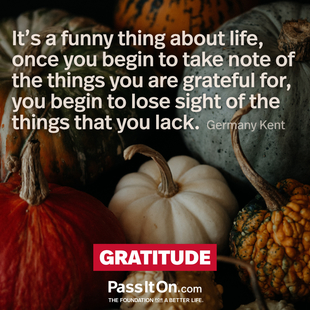 It's a funny thing about life,
once you begin to take note of
the things you are grateful for,
you begin to lose sight of the
things that you lack. Germany Kent
GRATITUDE
PassItOn.com
THE FOUNDATION FOR A BETTER LIFE.